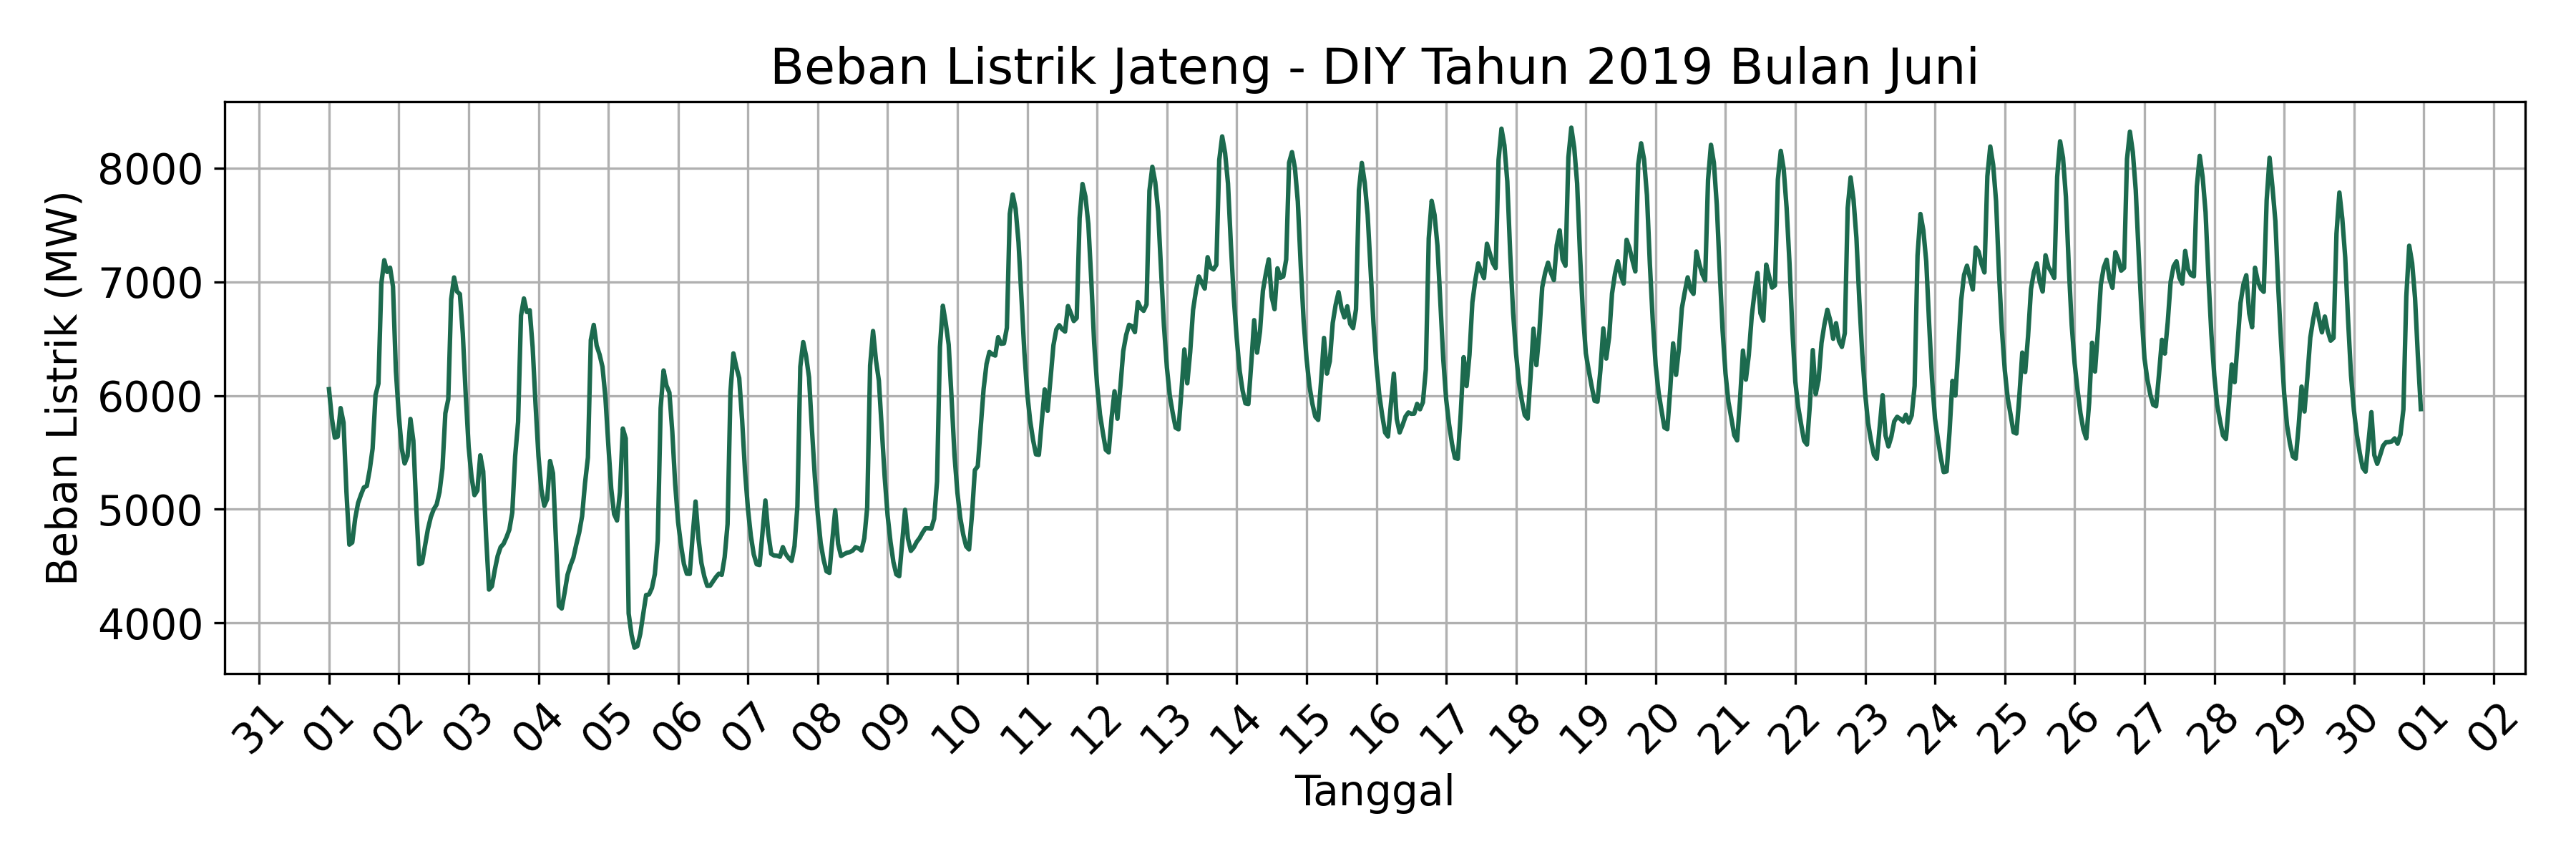 Beban Listrik Jateng - DIY Tahun 2019 Bulan Juni
Beban Listrik (MW)
8000
7000
6000
5000
4000
31 01 02 03 04 05 06 07 08 09 10 11 12 13 14 15 16 17 18 19 20 21 22 23 24 25 26 27 28 29 30 01 02
Tanggal